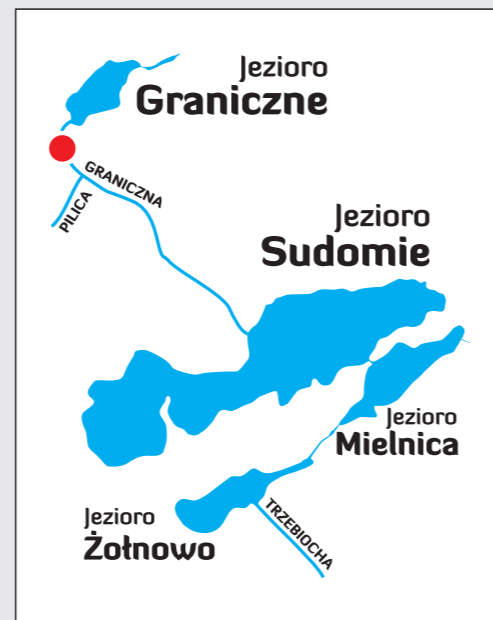 Jezioro
Graniczne
GRANICZNA
PILICA
Jezioro
Sudomie
Jezioro
Mielnica
Jezioro
Żołnowo
TRZEBIOCHA